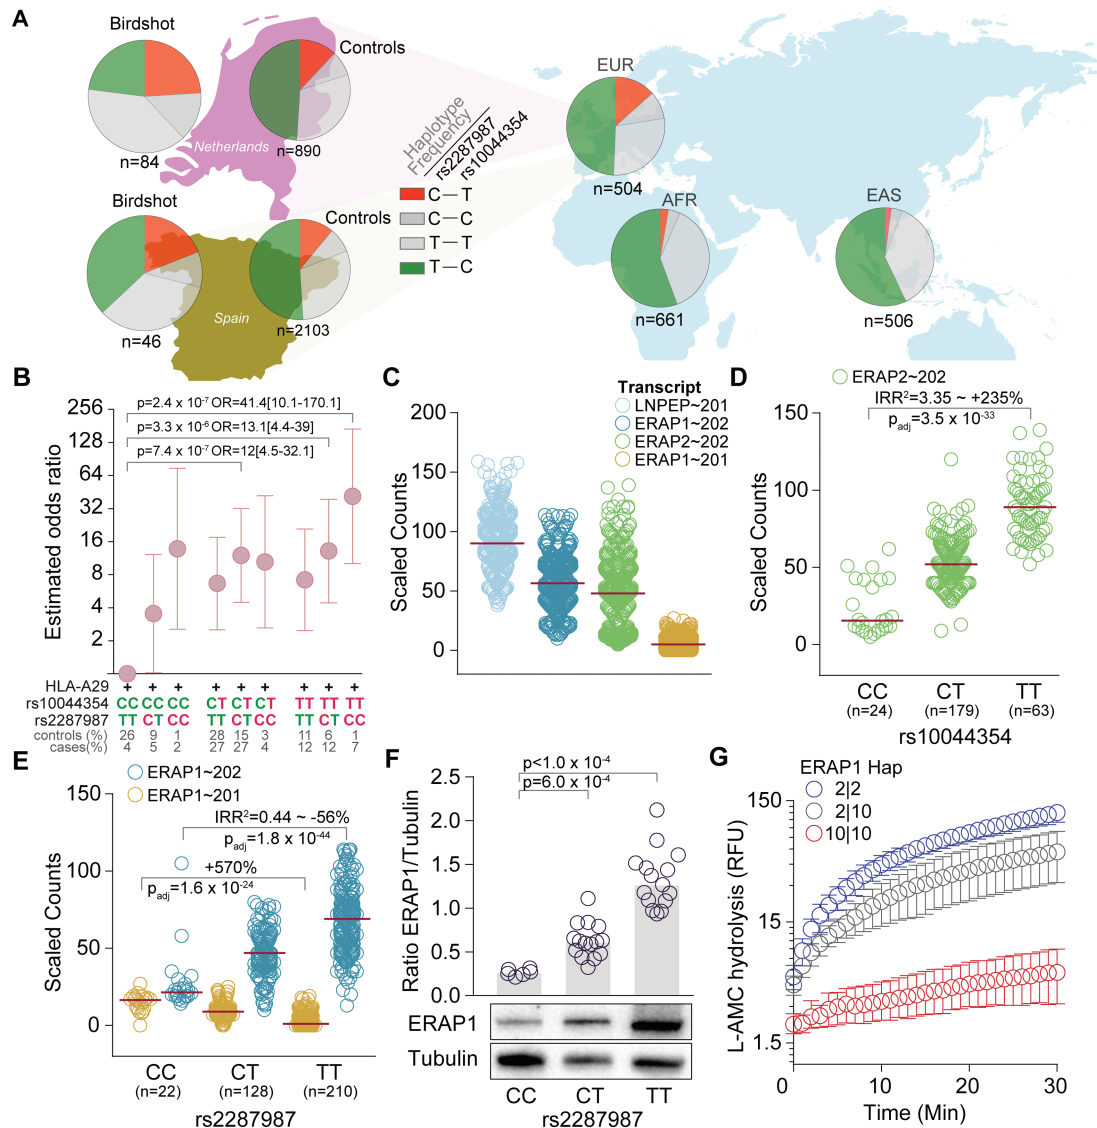 A
Birdshot
Controls
Netherlands
n=84
n=890
Birdshot
Controls
Spain
n=46
n=2103
Haplotype
Frequency
rs2287987
rs10044354
C—T
C—C
T—T
T—C
EUR
n=504
AFR
n=661
EAS
n=506
B
Estimated odds ratio
256
128
64
32
16
8
4
2
p=2.4 x 10-7 OR=41.4[10.1-170.1]
p=3.3 x 10-6 OR=13.1[4.4-39]
p=7.4 x 10-7 OR=12[4.5-32.1]
HLA-A29 + + + + + + + + +
rs10044354 CC CC CC CT CT CT TT TT TT
rs2287987 TT CT CC TT CT CC TT CT CC
controls (%) 26 9 1 28 15 3 11 6 1
cases(%) 4 5 2 27 27 4 12 12 7
C
Transcript
LNPEP~201
ERAP1~202
ERAP2~202
ERAP1~201
Scaled Counts
200
150
100
50
0
D
ERAP2~202
IRR2=3.35 ~ +235%
padj=3.5 x 10-33
Scaled Counts
150
100
50
0
CC CT TT
(n=24) (n=179) (n=63)
rs10044354
E
ERAP1~202
ERAP1~201
IRR2=0.44 ~ -56%
padj=1.8 x 10-44
+570%
padj=1.6 x 10-24
Scaled Counts
150
100
50
0
CC CT TT
(n=22) (n=128) (n=210)
rs2287987
F
p<1.0 x 10-4
p=6.0 x 10-4
Ratio ERAP1/Tubulin
2.5
2.0
1.5
1.0
0.5
0.0
ERAP1
Tubulin
CC CT TT
rs2287987
G
ERAP1 Hap
2|2
2|10
10|10
L-AMC hydrolysis (RFU)
150
15
1.5
0 10 20 30
Time (Min)